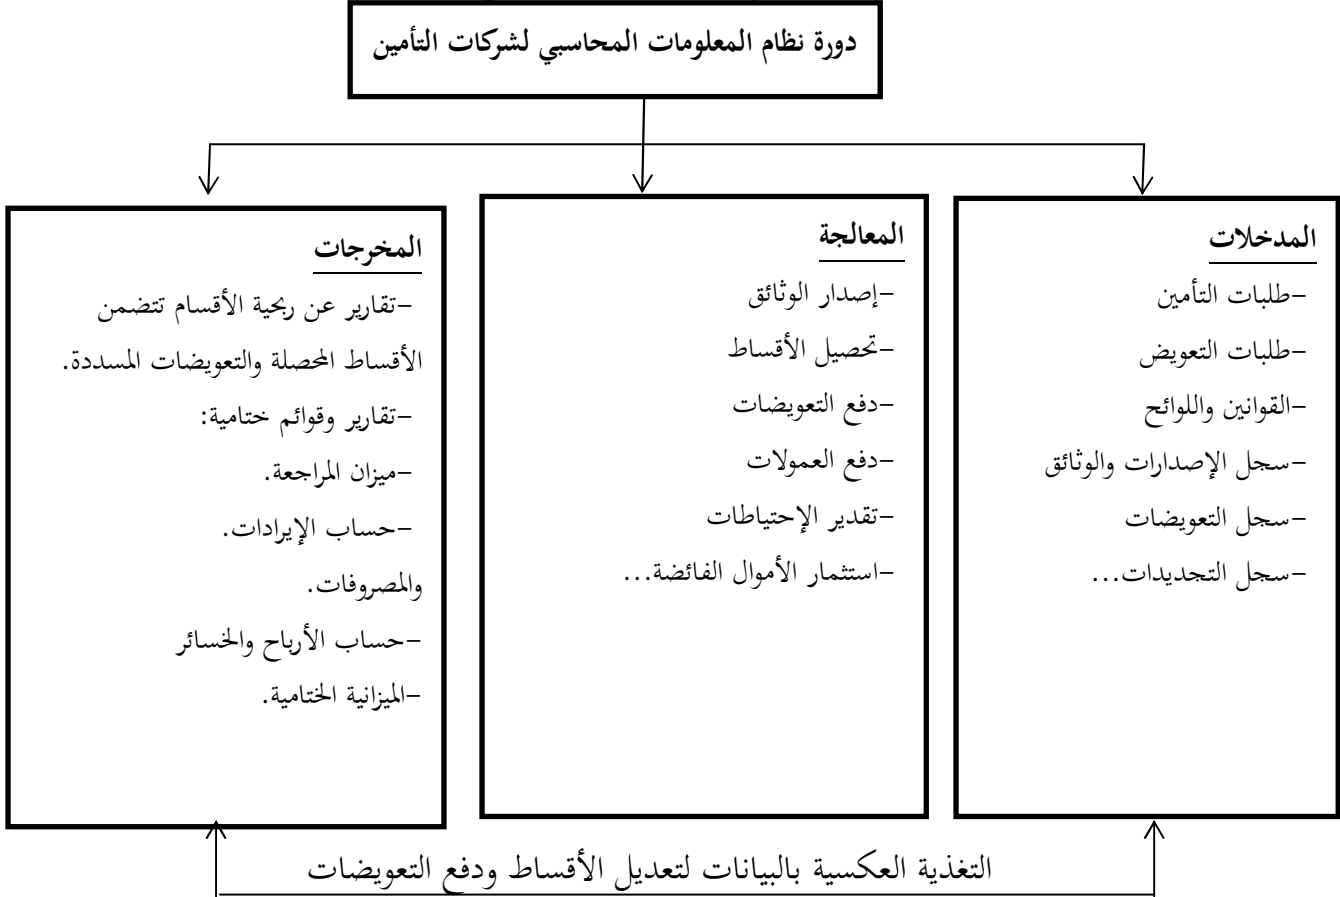 دورة نظام المعلومات المحاسبي لشركات التأمين
المدخلات
–طلبات التأمين
–طلبات التعويض
–القوانين واللوائح
–سجل الإصدارات والوثائق
–سجل التعويضات
–سجل التجديدات...
المعالجة
–إصدار الوثائق
–تحصيل الأقساط
–دفع التعويضات
–دفع العمولات
–تقدير الإحتياطات
–استثمار الأموال الفائضة...
المخرجات
–تقارير عن ربحية الأقسام تتضمن
الأقساط المحصلة والتعويضات المسددة.
–تقارير وقوائم ختامية:
–ميزان المراجعة.
–حساب الإيرادات.
والمصروفات.
–حساب الأرباح والخسائر
–الميزانية الختامية.
التغذية العكسية بالبيانات لتعديل الأقساط ودفع التعويضات